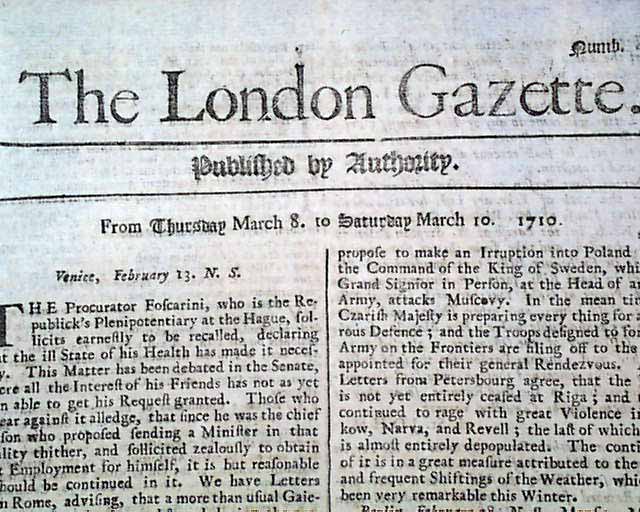 Numb.
The London Gazette.
Published by Authority.
From Thursday March 8. to Saturday March 10. 1710.
Venice, February 13. N. S.
THE Procurator Foscarini, who is the Re-
publick's Plenipotentiary at the Hague, sol-
licits earnestly to be recalled, declaring
the ill State of his Health has made it neces-
This Matter has been debated in the Senate,
all the Interest of his Friends has not as yet
able to get his Request granted. Those who
against it alledge, that since he was the chief
who proposed sending a Minister in that
thither, and sollicited zealously to obtain
Employment for himself, it is but reasonable
should be continued in it. We have Letters
Rome, advising, that a more than usual Gaie-
propose to make an Irruption into Poland
the Command of the King of Sweden,
Grand Signior in Person, at the Head of
Army, attacks Muscovy. In the mean
Czarish Majesty is preparing every thing for
rous Defence; and the Troops designed to
Army on the Frontiers are filing off to the
appointed for their general Rendezvous.
Letters from Petersbourg agree, that the
is not yet entirely ceased at Riga; and
continued to rage with great Violence
kow, Narva, and Revell; the last of which
is almost entirely depopulated. The
of it is in a great measure attributed to the
and frequent Shiftings of the Weather,
been very remarkable this Winter.